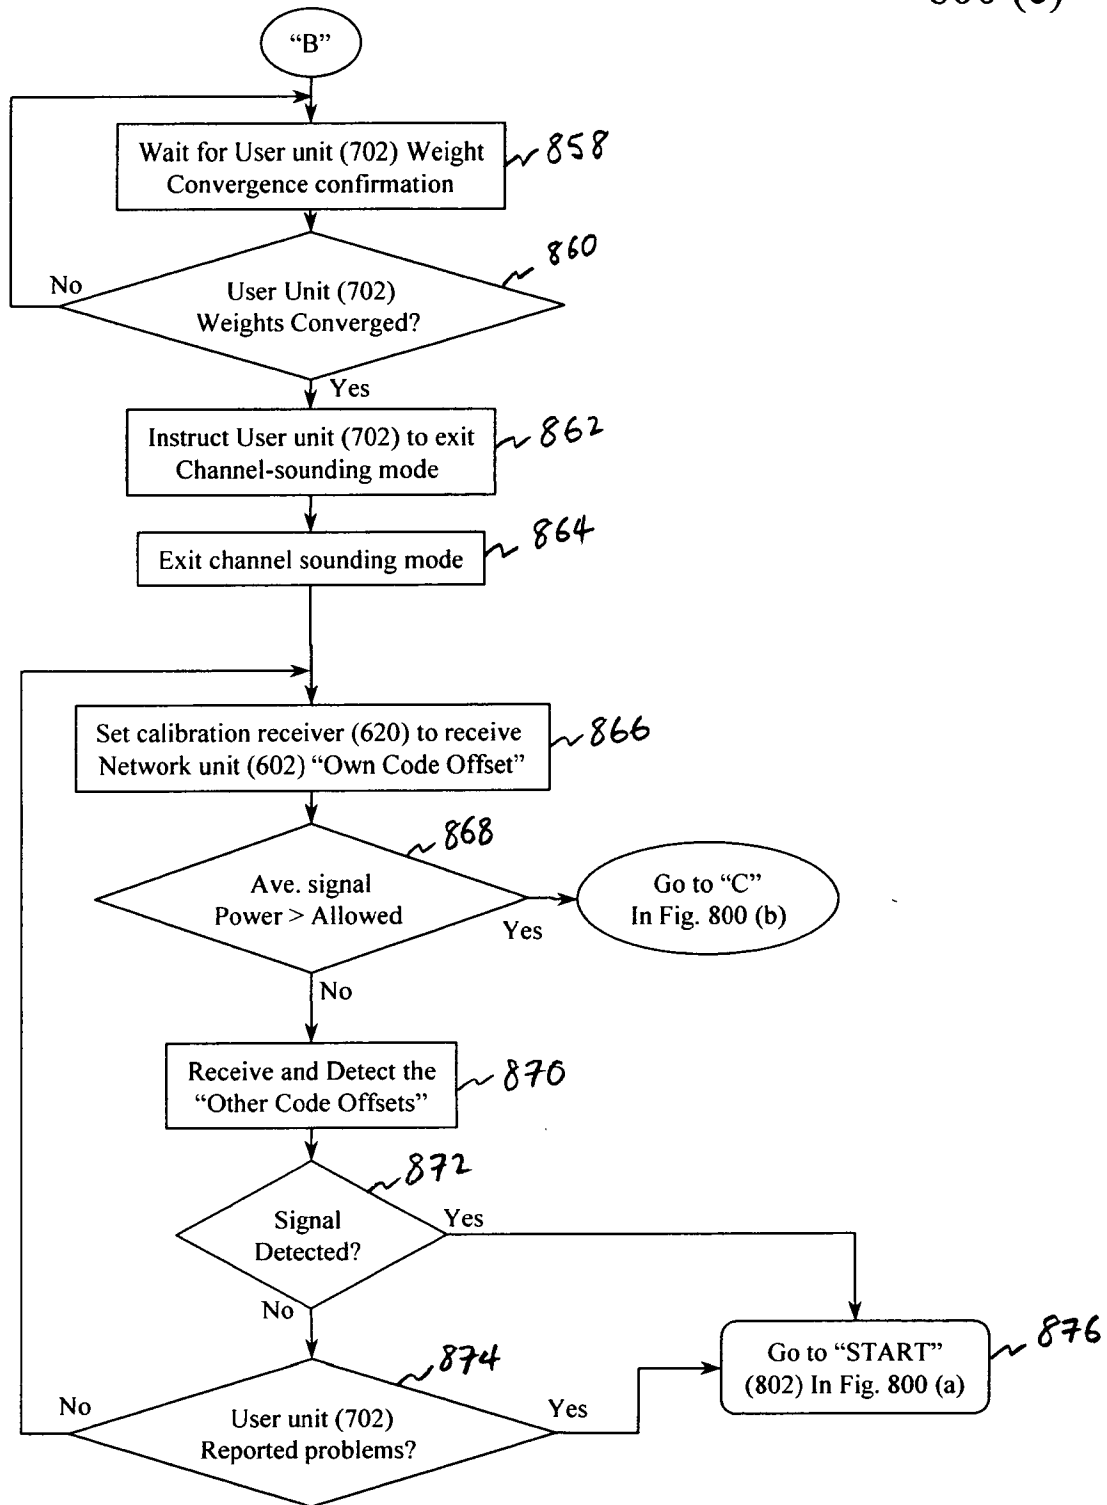 “B”
Wait for User unit (702) Weight
Convergence confirmation
858
860
No
User Unit (702)
Weights Converged?
Yes
Instruct User unit (702) to exit
Channel-sounding mode
862
864
Exit channel sounding mode
Set calibration receiver (620) to receive
Network unit (602) “Own Code Offset”
866
868
Ave. signal
Power > Allowed
Yes
Go to “C”
In Fig. 800 (b)
No
Receive and Detect the
“Other Code Offsets”
870
872
Signal
Detected?
Yes
No
874
Go to “START”
(802) In Fig. 800 (a)
876
No
User unit (702)
Reported problems?
Yes